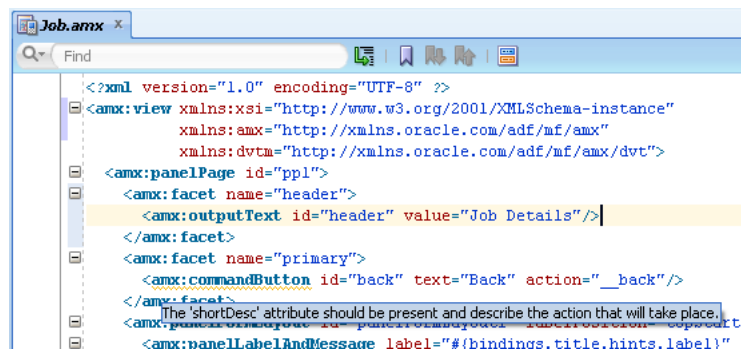 Job.amx
Find
<?xml version="1.0" encoding="UTF-8" ?>
<amx:view xmlns:xsi="http://www.w3.org/2001/XMLSchema-instance"
xmlns:amx="http://xmlns.oracle.com/adf/mf/amx"
xmlns:dvtm="http://xmlns.oracle.com/adf/mf/amx/dvt">
<amx:panelPage id="pp1">
<amx:facet name="header">
<amx:outputText id="header" value="Job Details"/>
</amx:facet>
<amx:facet name="primary">
<amx:commandButton id="back" text="Back" action="__back"/>
</amx:facet>
The 'shortDesc' attribute should be present and describe the action that will take place.
<amx:panelLabelAndMessage label="#{bindings.title.hints.label}"